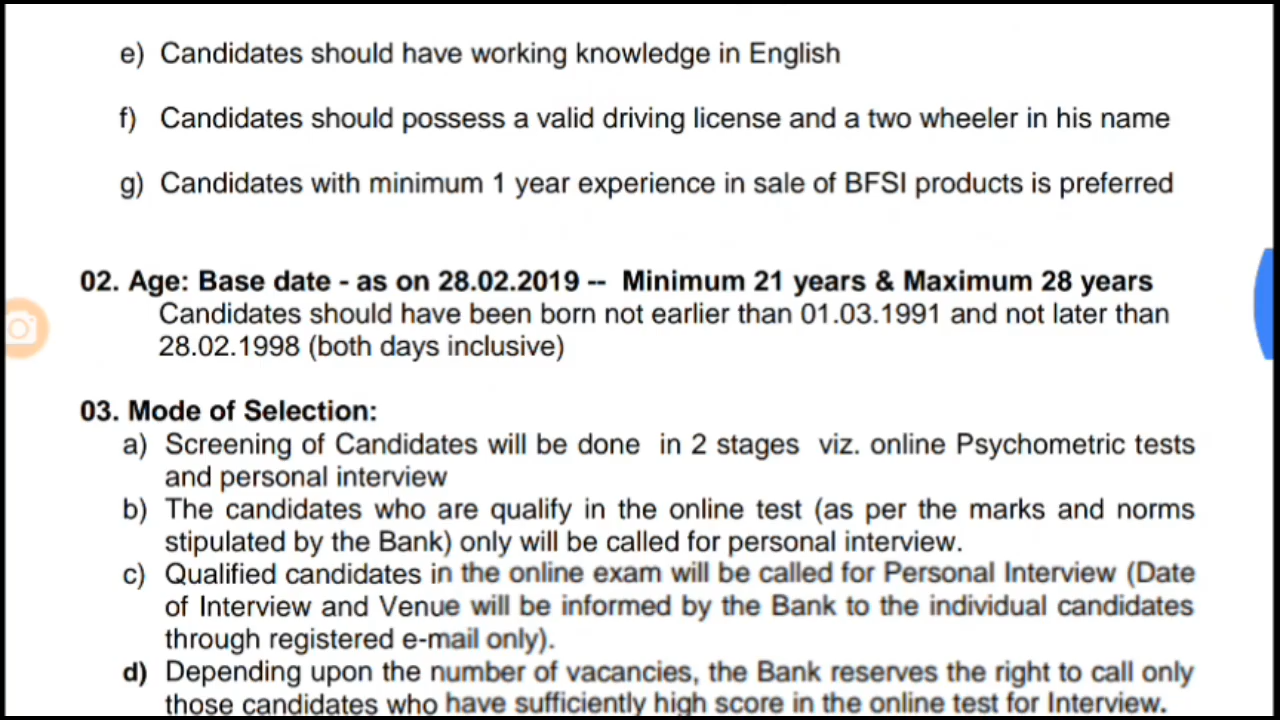 e) Candidates should have working knowledge in English
f) Candidates should possess a valid driving license and a two wheeler in his name
g) Candidates with minimum 1 year experience in sale of BFSI products is preferred
02. Age: Base date - as on 28.02.2019 -- Minimum 21 years & Maximum 28 years
Candidates should have been born not earlier than 01.03.1991 and not later than
28.02.1998 (both days inclusive)
03. Mode of Selection:
a) Screening of Candidates will be done in 2 stages viz. online Psychometric tests
and personal interview
b) The candidates who are qualify in the online test (as per the marks and norms
stipulated by the Bank) only will be called for personal interview.
c) Qualified candidates in the online exam will be called for Personal Interview (Date
of Interview and Venue will be informed by the Bank to the individual candidates
through registered e-mail only).
d) Depending upon the number of vacancies, the Bank reserves the right to call only
those candidates who have sufficiently high score in the online test for Interview.